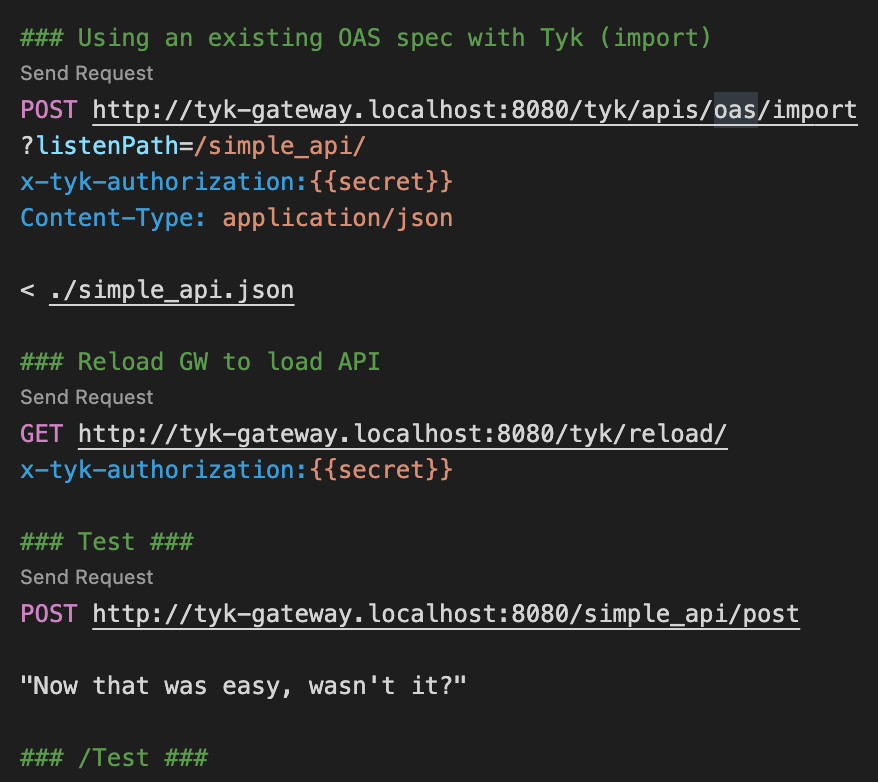 ### Using an existing OAS spec with Tyk (import)
Send Request
POST http://tyk-gateway.localhost:8080/tyk/apis/oas/import
?listenPath=/simple_api/
x-tyk-authorization:{{secret}}
Content-Type: application/json
< ./simple_api.json
### Reload GW to load API
Send Request
GET http://tyk-gateway.localhost:8080/tyk/reload/
x-tyk-authorization:{{secret}}
### Test ###
Send Request
POST http://tyk-gateway.localhost:8080/simple_api/post
"Now that was easy, wasn't it?"
### /Test ###